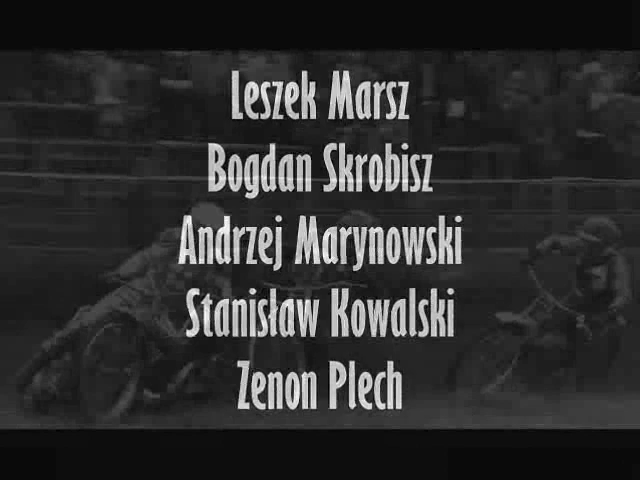 Leszek Marsz
Bogdan Skrobisz
Andrzej Marynowski
Stanisław Kowalski
Zenon Plech